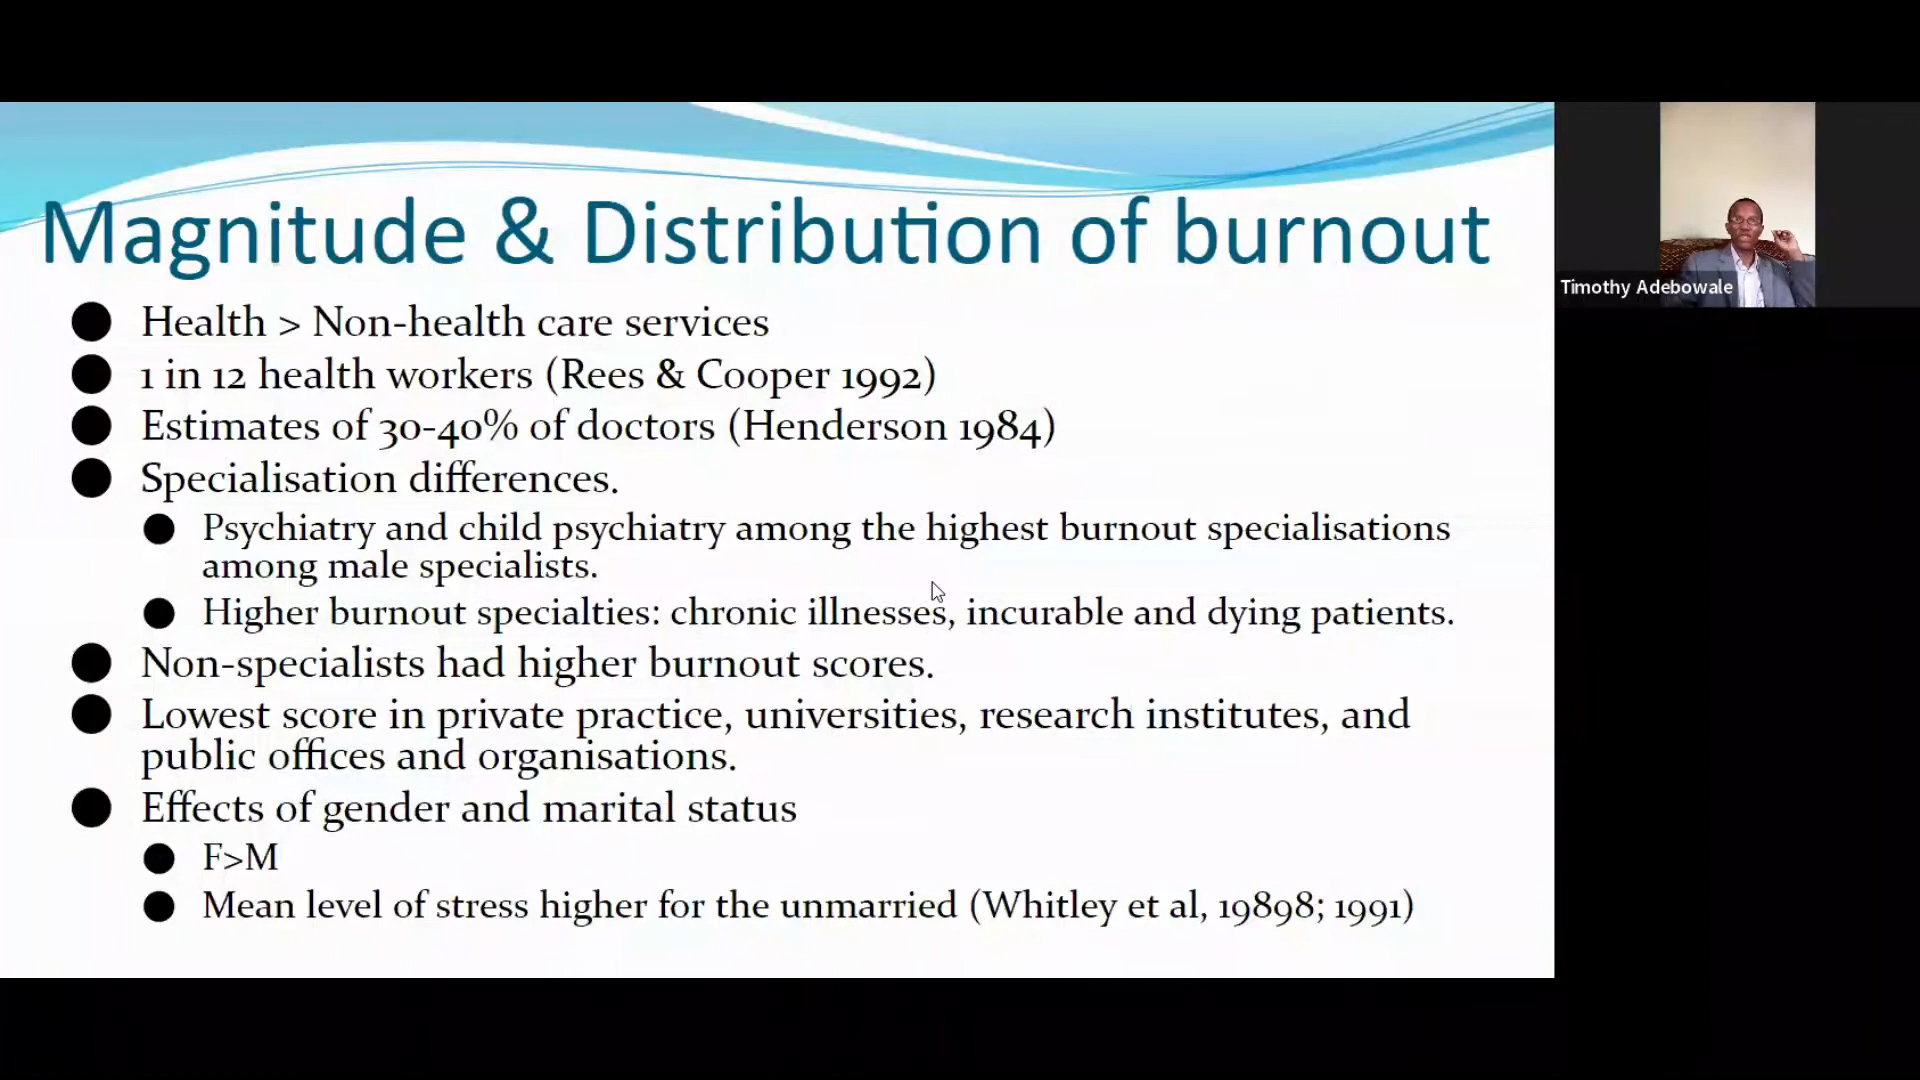 Magnitude & Distribution of burnout
Health > Non-health care services
1 in 12 health workers (Rees & Cooper 1992)
Estimates of 30-40% of doctors (Henderson 1984)
Specialisation differences.
Psychiatry and child psychiatry among the highest burnout specialisations
among male specialists.
Higher burnout specialties: chronic illnesses, incurable and dying patients.
Non-specialists had higher burnout scores.
Lowest score in private practice, universities, research institutes, and
public offices and organisations.
Effects of gender and marital status
F>M
Mean level of stress higher for the unmarried (Whitley et al, 19898; 1991)
Timothy Adebowale